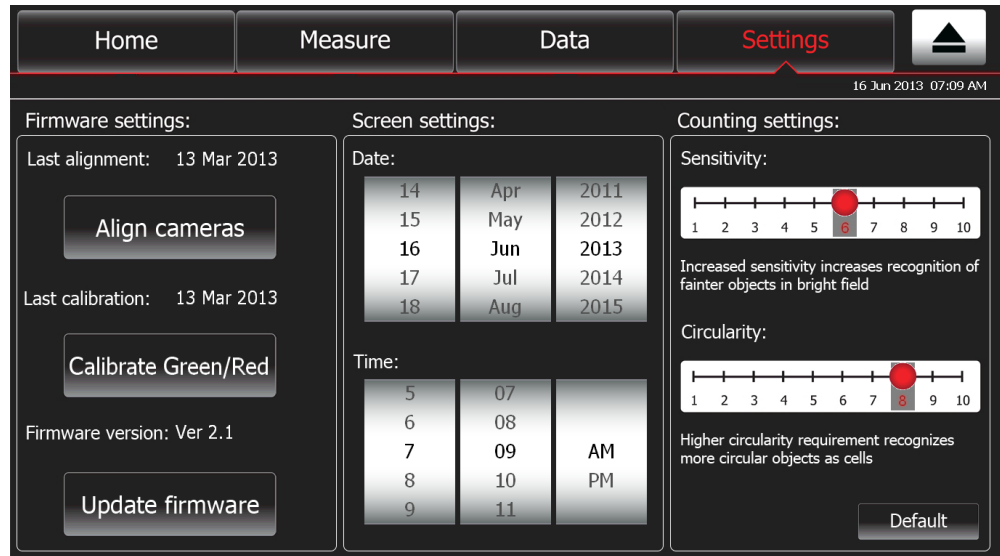 Home Measure Data Settings
16 Jun 2013 07:09 AM
Firmware settings:
Last alignment: 13 Mar 2013
Align cameras
Last calibration: 13 Mar 2013
Calibrate Green/Red
Firmware version: Ver 2.1
Update firmware
Screen settings:
Date:
14 Apr 2011
15 May 2012
16 Jun 2013
17 Jul 2014
18 Aug 2015
Time:
5 07
6 08
7 09 AM
8 10 PM
9 11
Counting settings:
Sensitivity:
1 2 3 4 5 6 7 8 9 10
Increased sensitivity increases recognition of
fainter objects in bright field
Circularity:
1 2 3 4 5 6 7 8 9 10
Higher circularity requirement recognizes
more circular objects as cells
Default